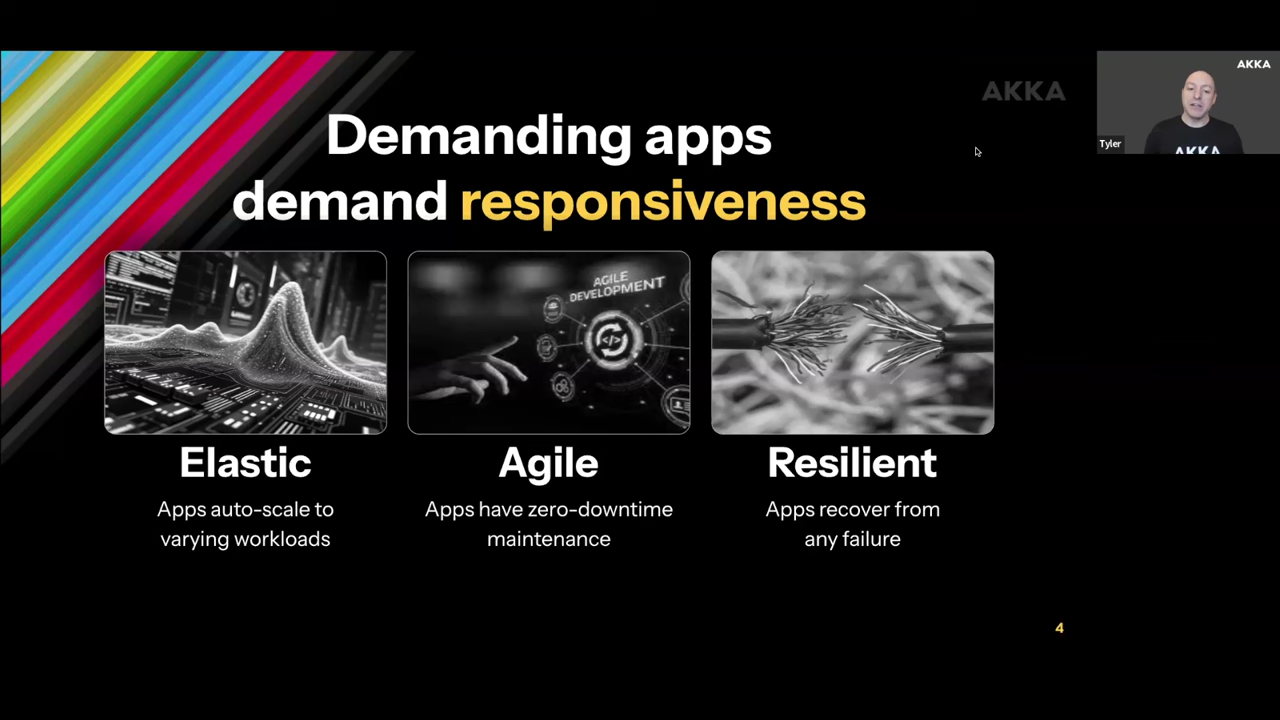 AKKA
AKKA
Tyler
AKKA
Demanding apps
demand responsiveness
AGILE
DEVELOPMENT
</>
Elastic
Apps auto-scale to
varying workloads
Agile
Apps have zero-downtime
maintenance
Resilient
Apps recover from
any failure
4